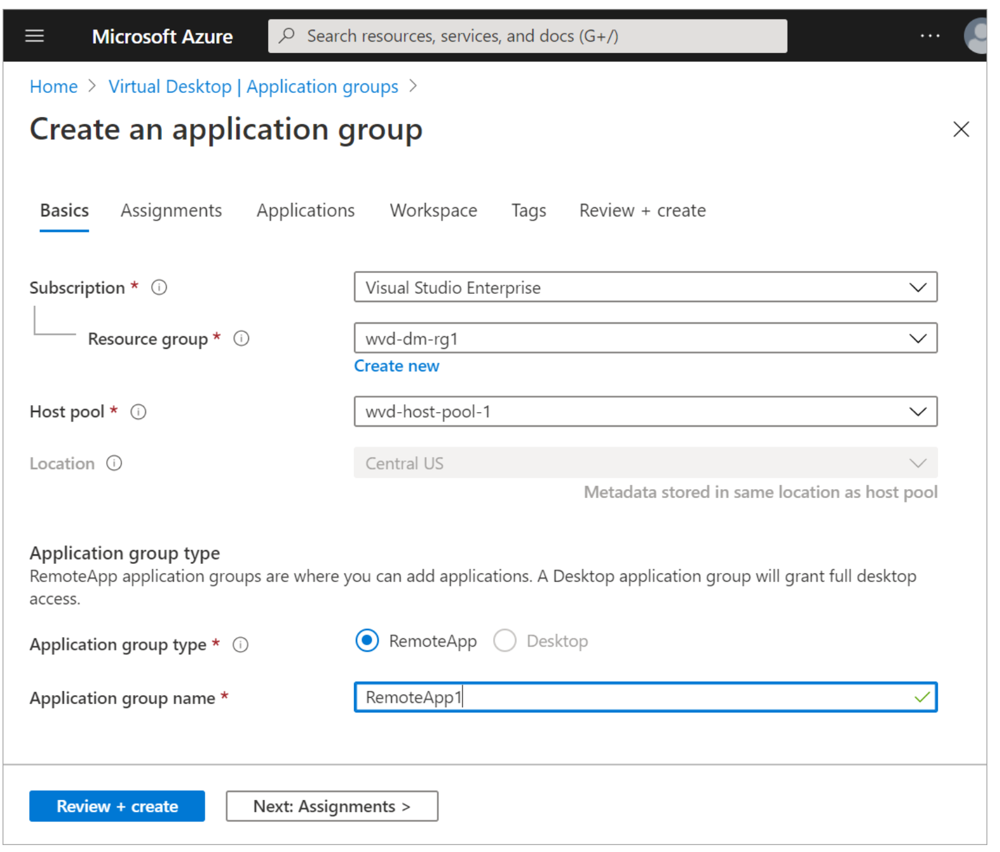 Microsoft Azure
Search resources, services, and docs (G+/)
...
Home > Virtual Desktop | Application groups >
Create an application group
Basics Assignments Applications Workspace Tags Review + create
Subscription *
Visual Studio Enterprise
Resource group *
wvd-dm-rg1
Create new
Host pool *
wvd-host-pool-1
Location
Central US
Metadata stored in same location as host pool
Application group type
RemoteApp application groups are where you can add applications. A Desktop application group will grant full desktop
access.
Application group type *
RemoteApp Desktop
Application group name *
RemoteApp1
Review + create Next: Assignments >